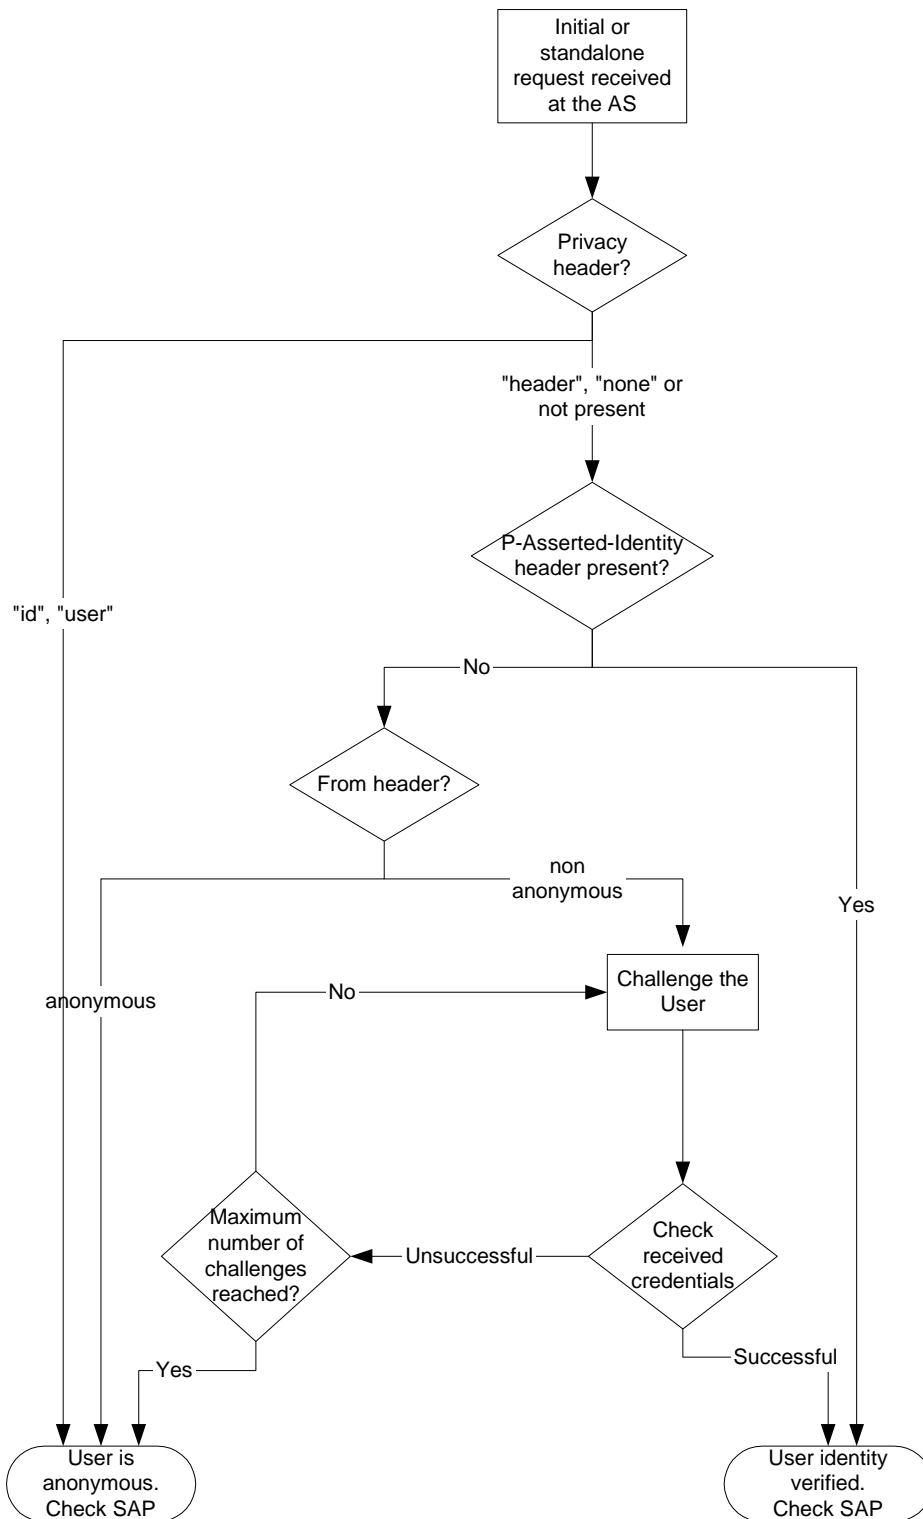 Initial or
standalone
request received
at the AS
Privacy
header?
"header", "none" or
not present
P-Asserted-Identity
header present?
"id", "user"
No
From header?
non
anonymous
Yes
anonymous
No
Challenge the
User
Maximum
number of
challenges
reached?
Unsuccessful
Check
received
credentials
Yes
Successful
User is
anonymous.
Check SAP
User identity
verified.
Check SAP